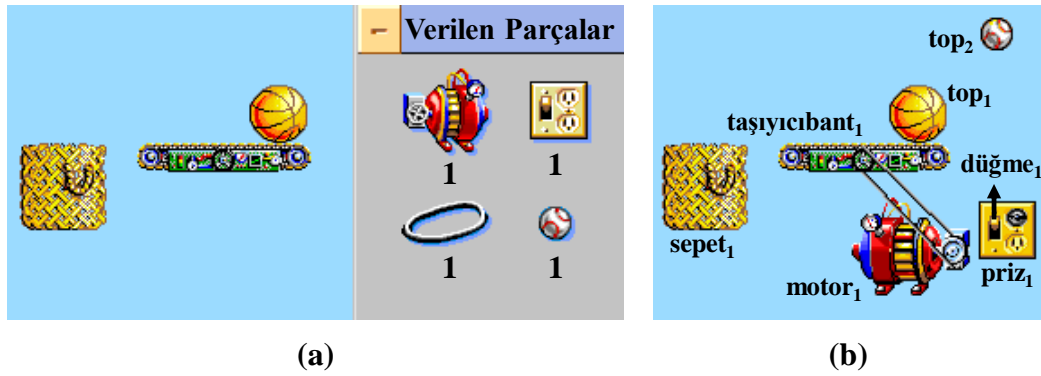 Verilen Parçalar
1
1
1
1
top₂
top₁
taşıyıcıbant₁
düğme₁
sepet₁
motor₁
priz₁
(a)
(b)